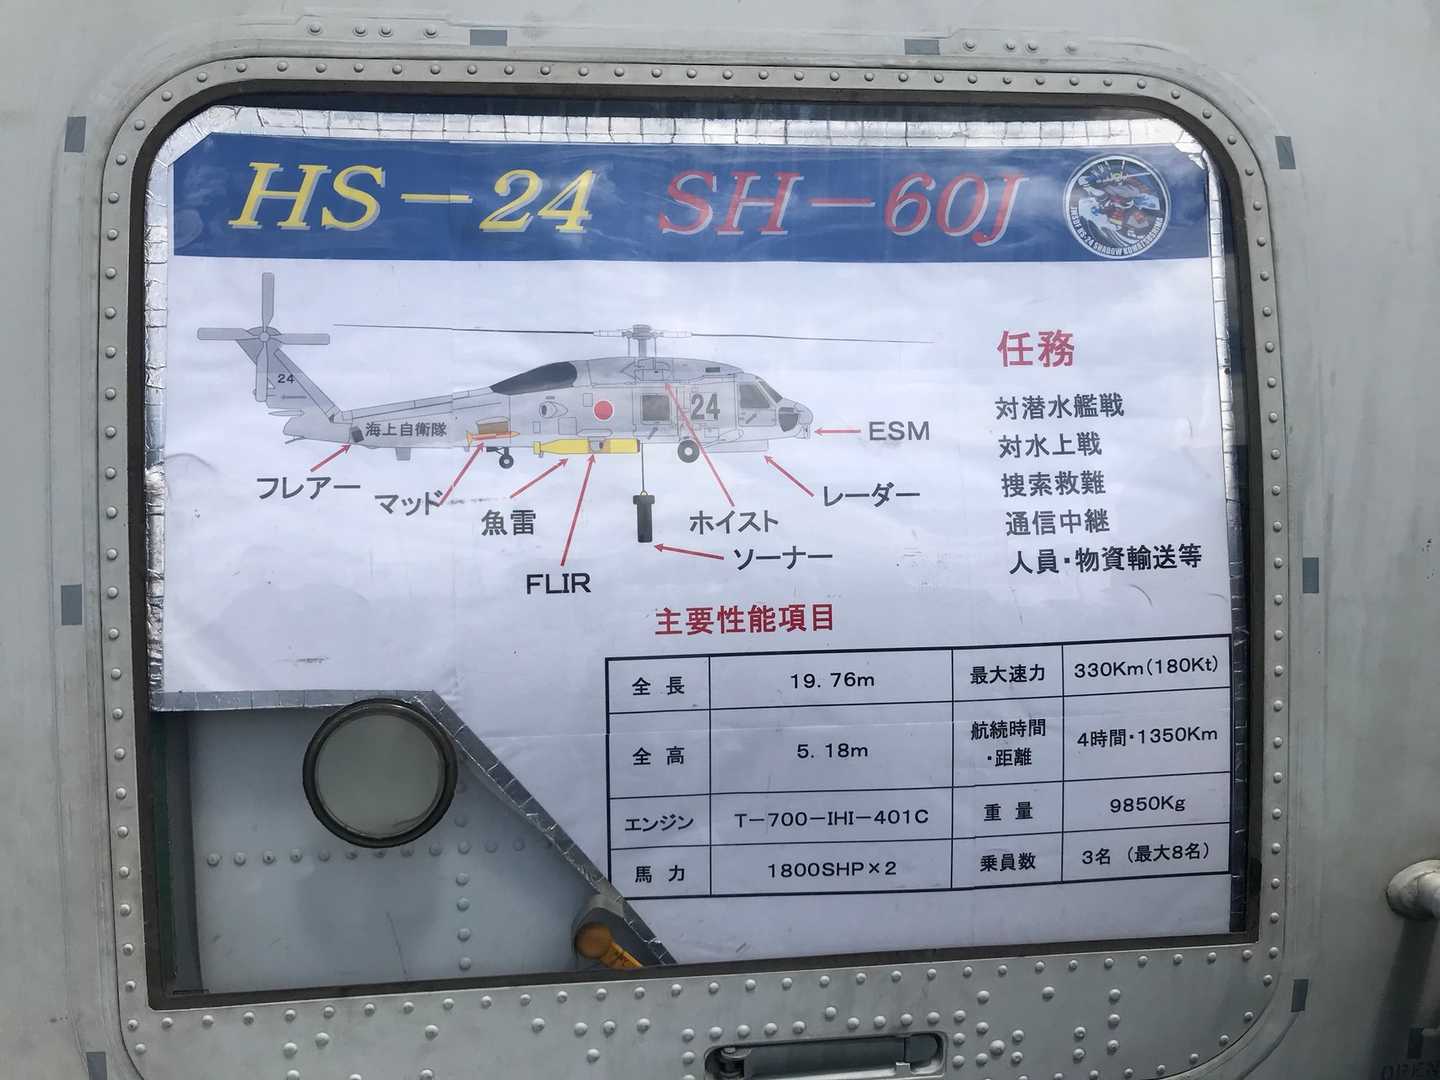 HS-24 SH-60J
JMSDF HS-24 SHADOW
24
海上自衛隊
24
ESM
フレアー
マッド
魚雷
FLIR
ホイスト
ソーナー
レーダー
任務
対潜水艦戦
対水上戦
捜索救難
通信中継
人員・物資輸送等
主要性能項目
全長 19.76m 最大速力 330Km(180Kt)
全高 5.18m 航続時間・距離 4時間・1350Km
エンジン T-700-IHI-401C 重量 9850Kg
馬力 1800SHP×2 乗員数 3名 (最大8名)
OPEN